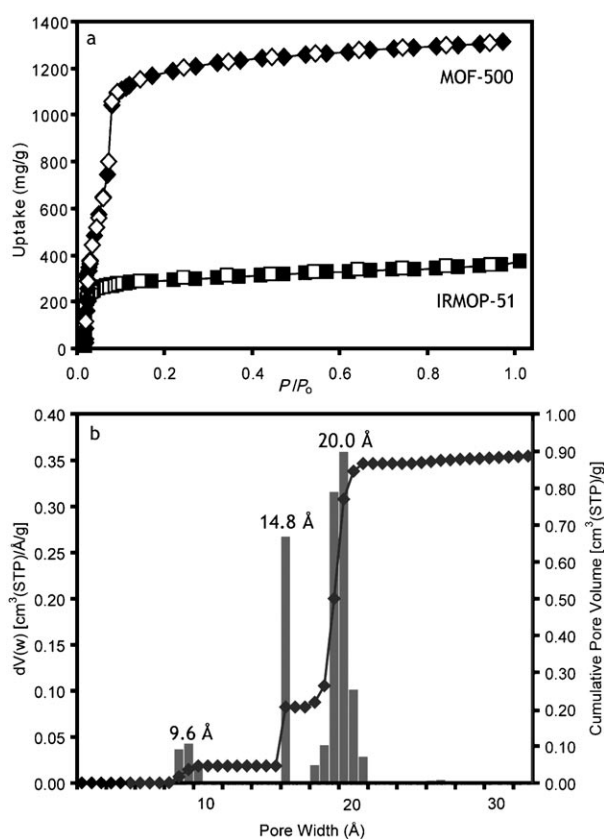 a
1400
1200
1000
800
600
400
200
0
Uptake (mg/g)
MOF-500
IRMOP-51
0.0 0.2 0.4 0.6 0.8 1.0
P/Po
b
0.40
0.35
0.30
0.25
0.20
0.15
0.10
0.05
0.00
dV(w) [cm³(STP)/Å/g]
9.6 Å
14.8 Å
20.0 Å
1.00
0.90
0.80
0.70
0.60
0.50
0.40
0.30
0.20
0.10
0.00
Cumulative Pore Volume [cm³(STP)/g]
10 20 30
Pore Width (Å)